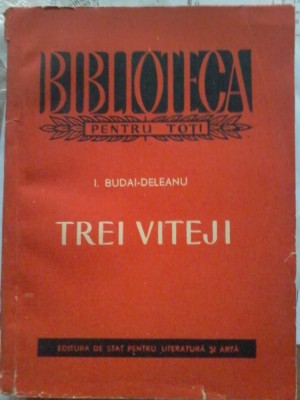 BIBLIOTECA
PENTRU TOȚI
I. BUDAI-DELEANU
TREI VITEJI
EDITURA DE STAT PENTRU LITERATURĂ ȘI ARTĂ